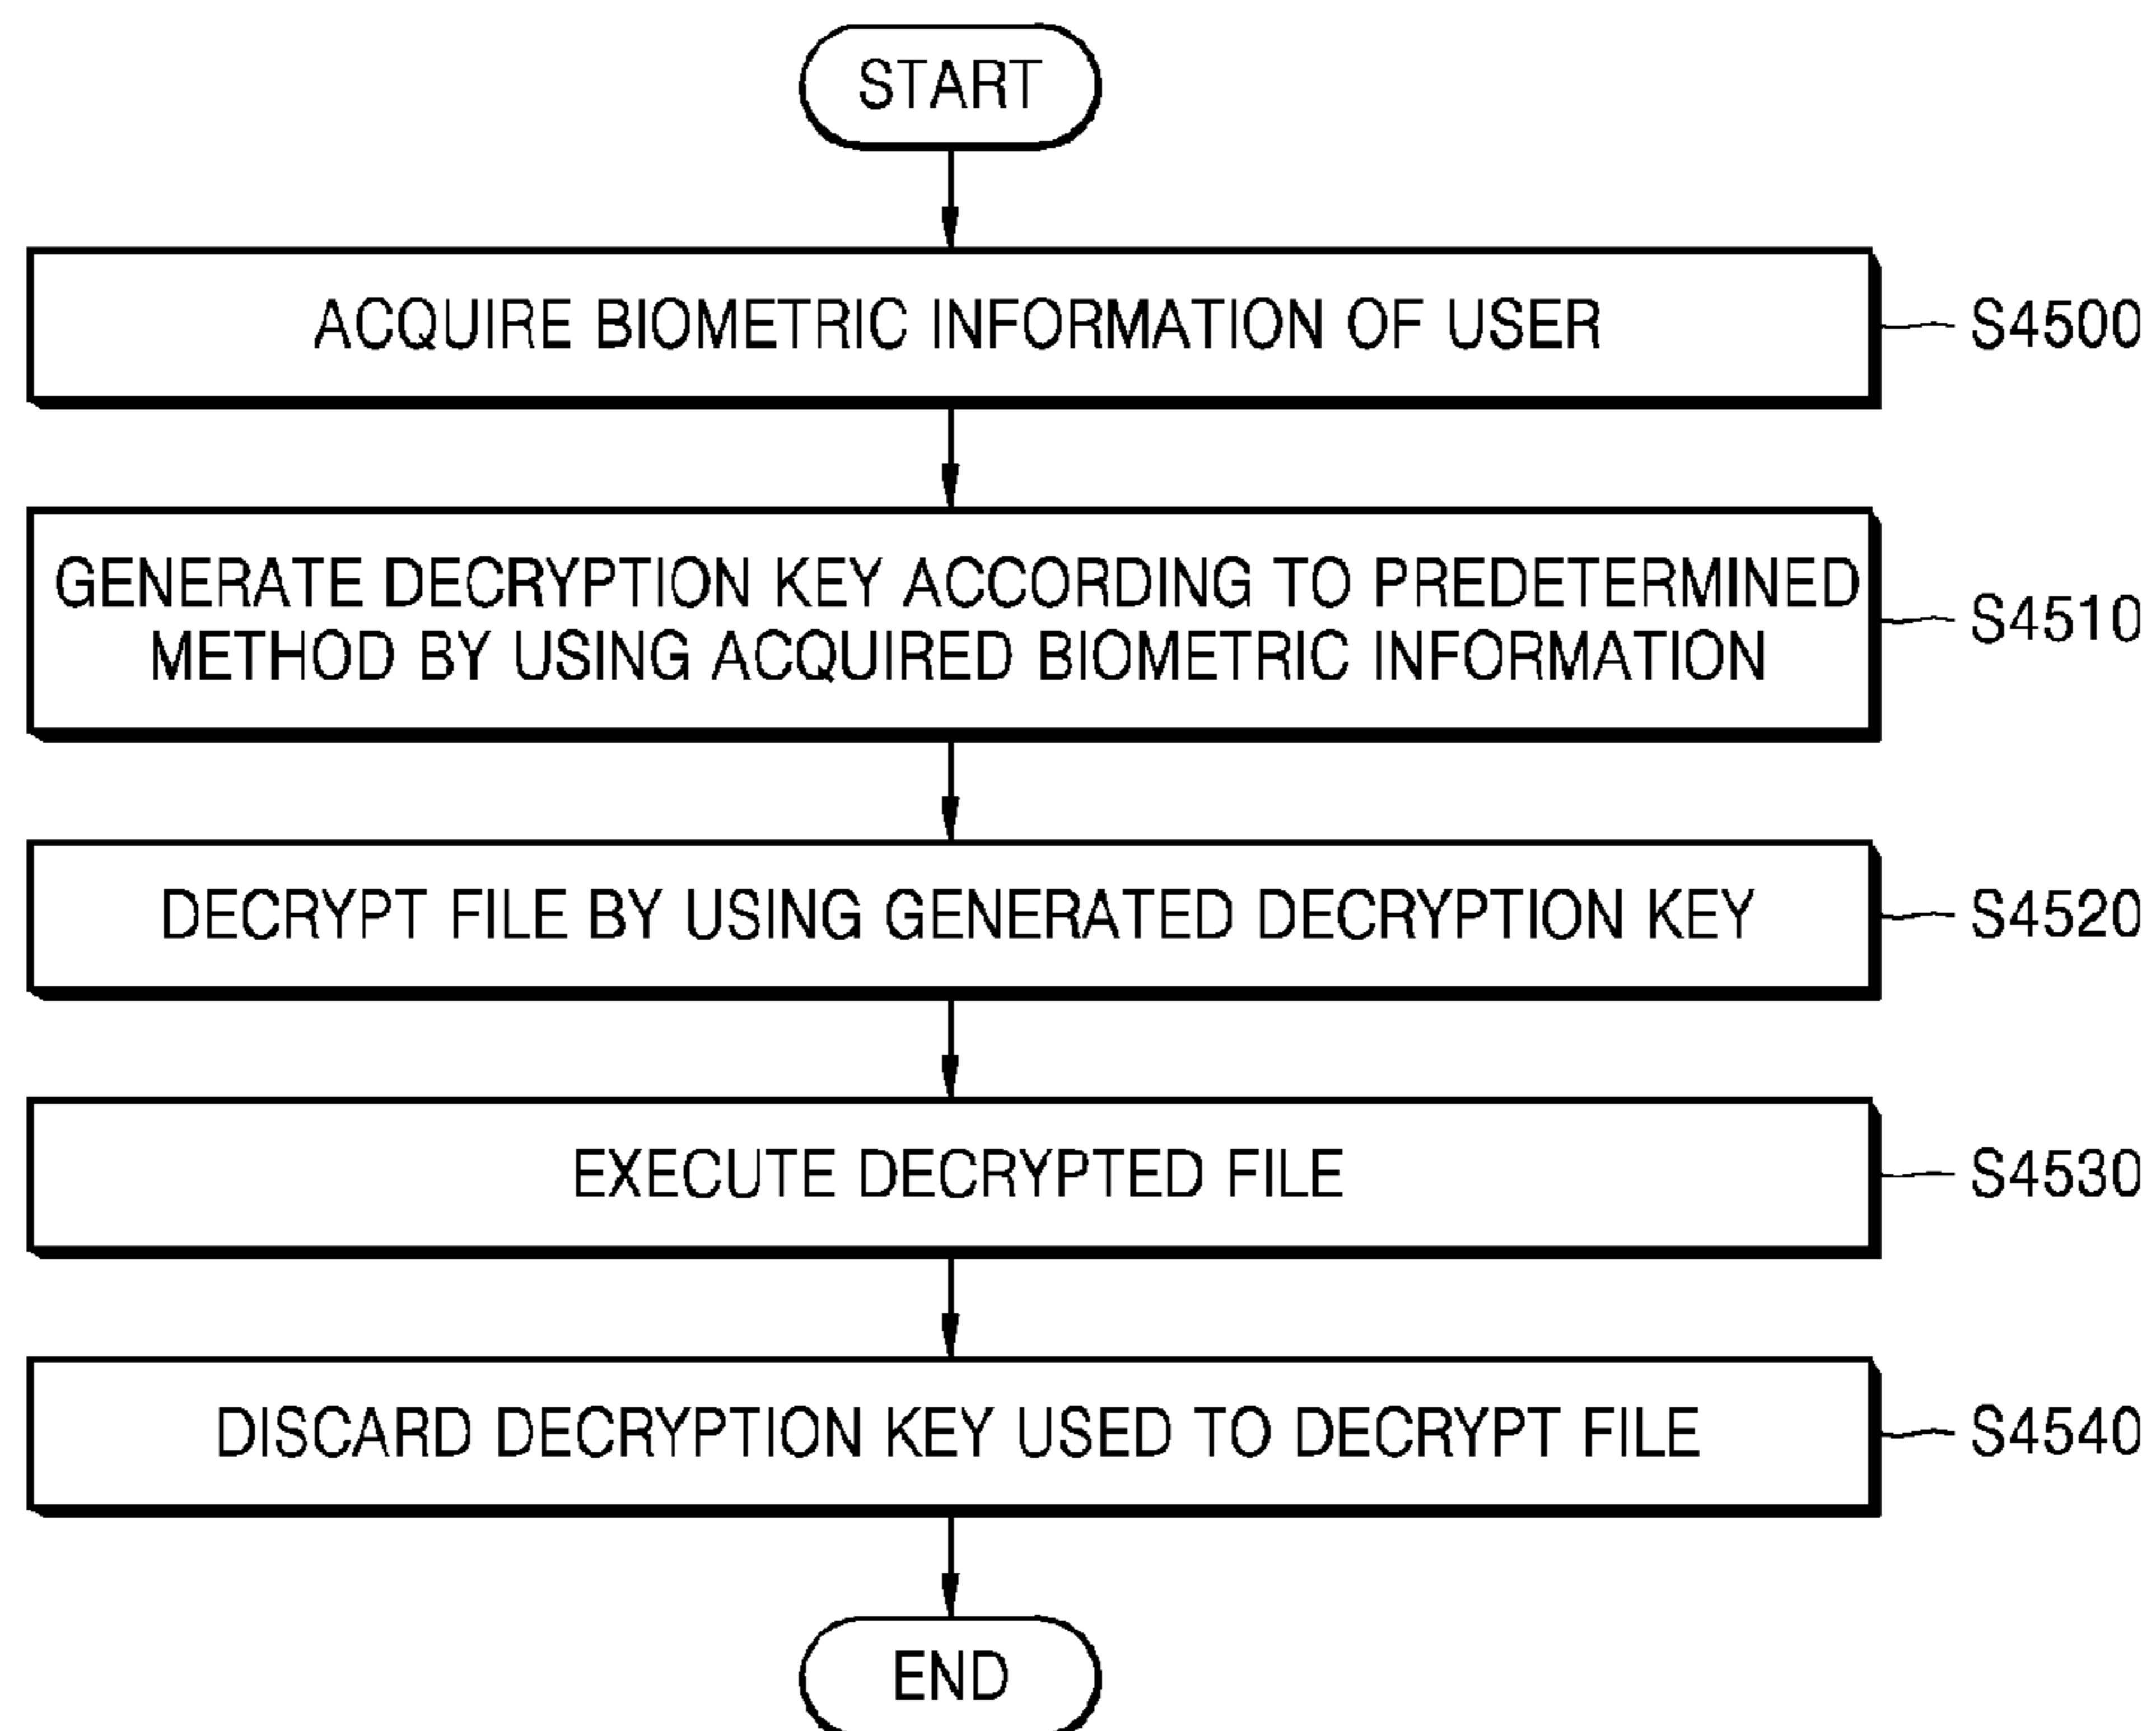 START
ACQUIRE BIOMETRIC INFORMATION OF USER
S4500
GENERATE DECRYPTION KEY ACCORDING TO PREDETERMINED
METHOD BY USING ACQUIRED BIOMETRIC INFORMATION
S4510
DECRYPT FILE BY USING GENERATED DECRYPTION KEY
S4520
EXECUTE DECRYPTED FILE
S4530
DISCARD DECRYPTION KEY USED TO DECRYPT FILE
S4540
END